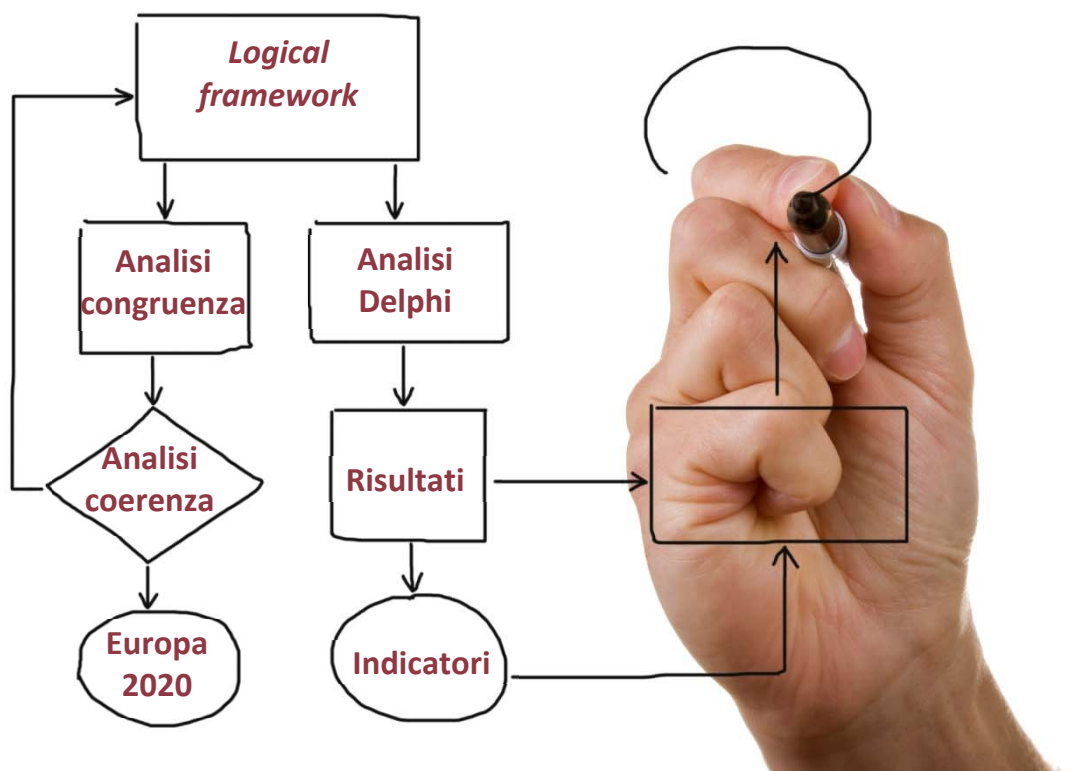 Logical
framework
Analisi
congruenza
Analisi
Delphi
Analisi
coerenza
Risultati
Europa
2020
Indicatori